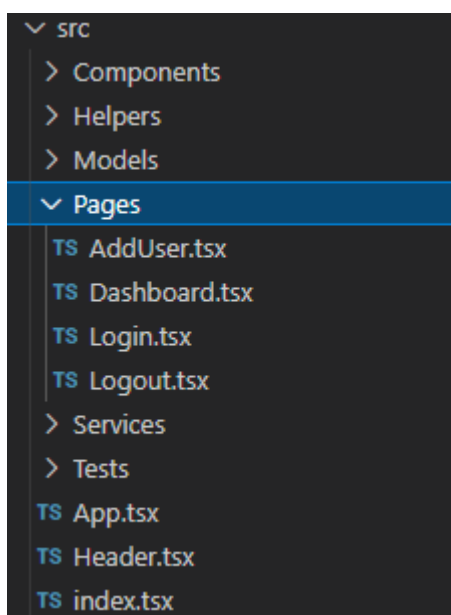 src
Components
Helpers
Models
Pages
TS AddUser.tsx
TS Dashboard.tsx
TS Login.tsx
TS Logout.tsx
Services
Tests
TS App.tsx
TS Header.tsx
TS index.tsx